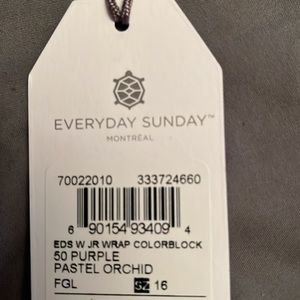 EVERYDAY SUNDAY™
MONTRÉAL
70022010 333724660
6 90154 93409 4
EDS W JR WRAP COLORBLOCK
50 PURPLE
PASTEL ORCHID
FGL SZ 16